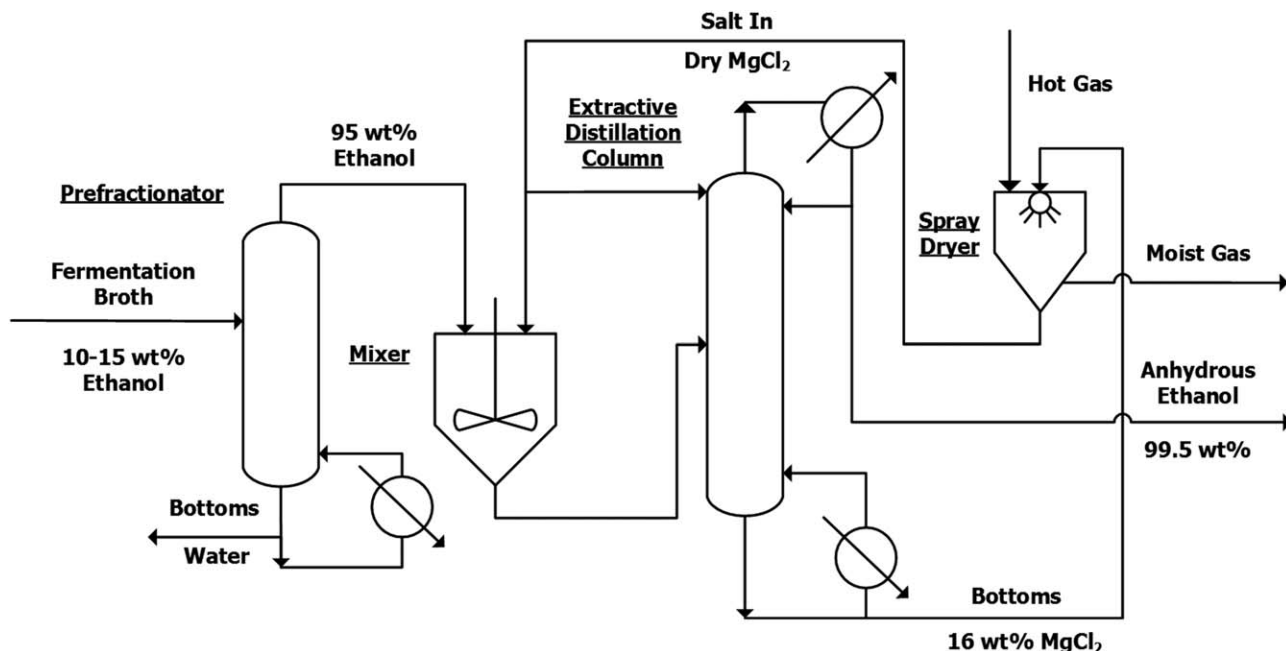 Salt In
Dry MgCl₂
Hot Gas
Extractive
Distillation
Column
95 wt%
Ethanol
Prefractionator
Spray
Dryer
Moist Gas
Fermentation
Broth
10-15 wt%
Ethanol
Mixer
Anhydrous
Ethanol
99.5 wt%
Bottoms
Water
Bottoms
16 wt% MgCl₂